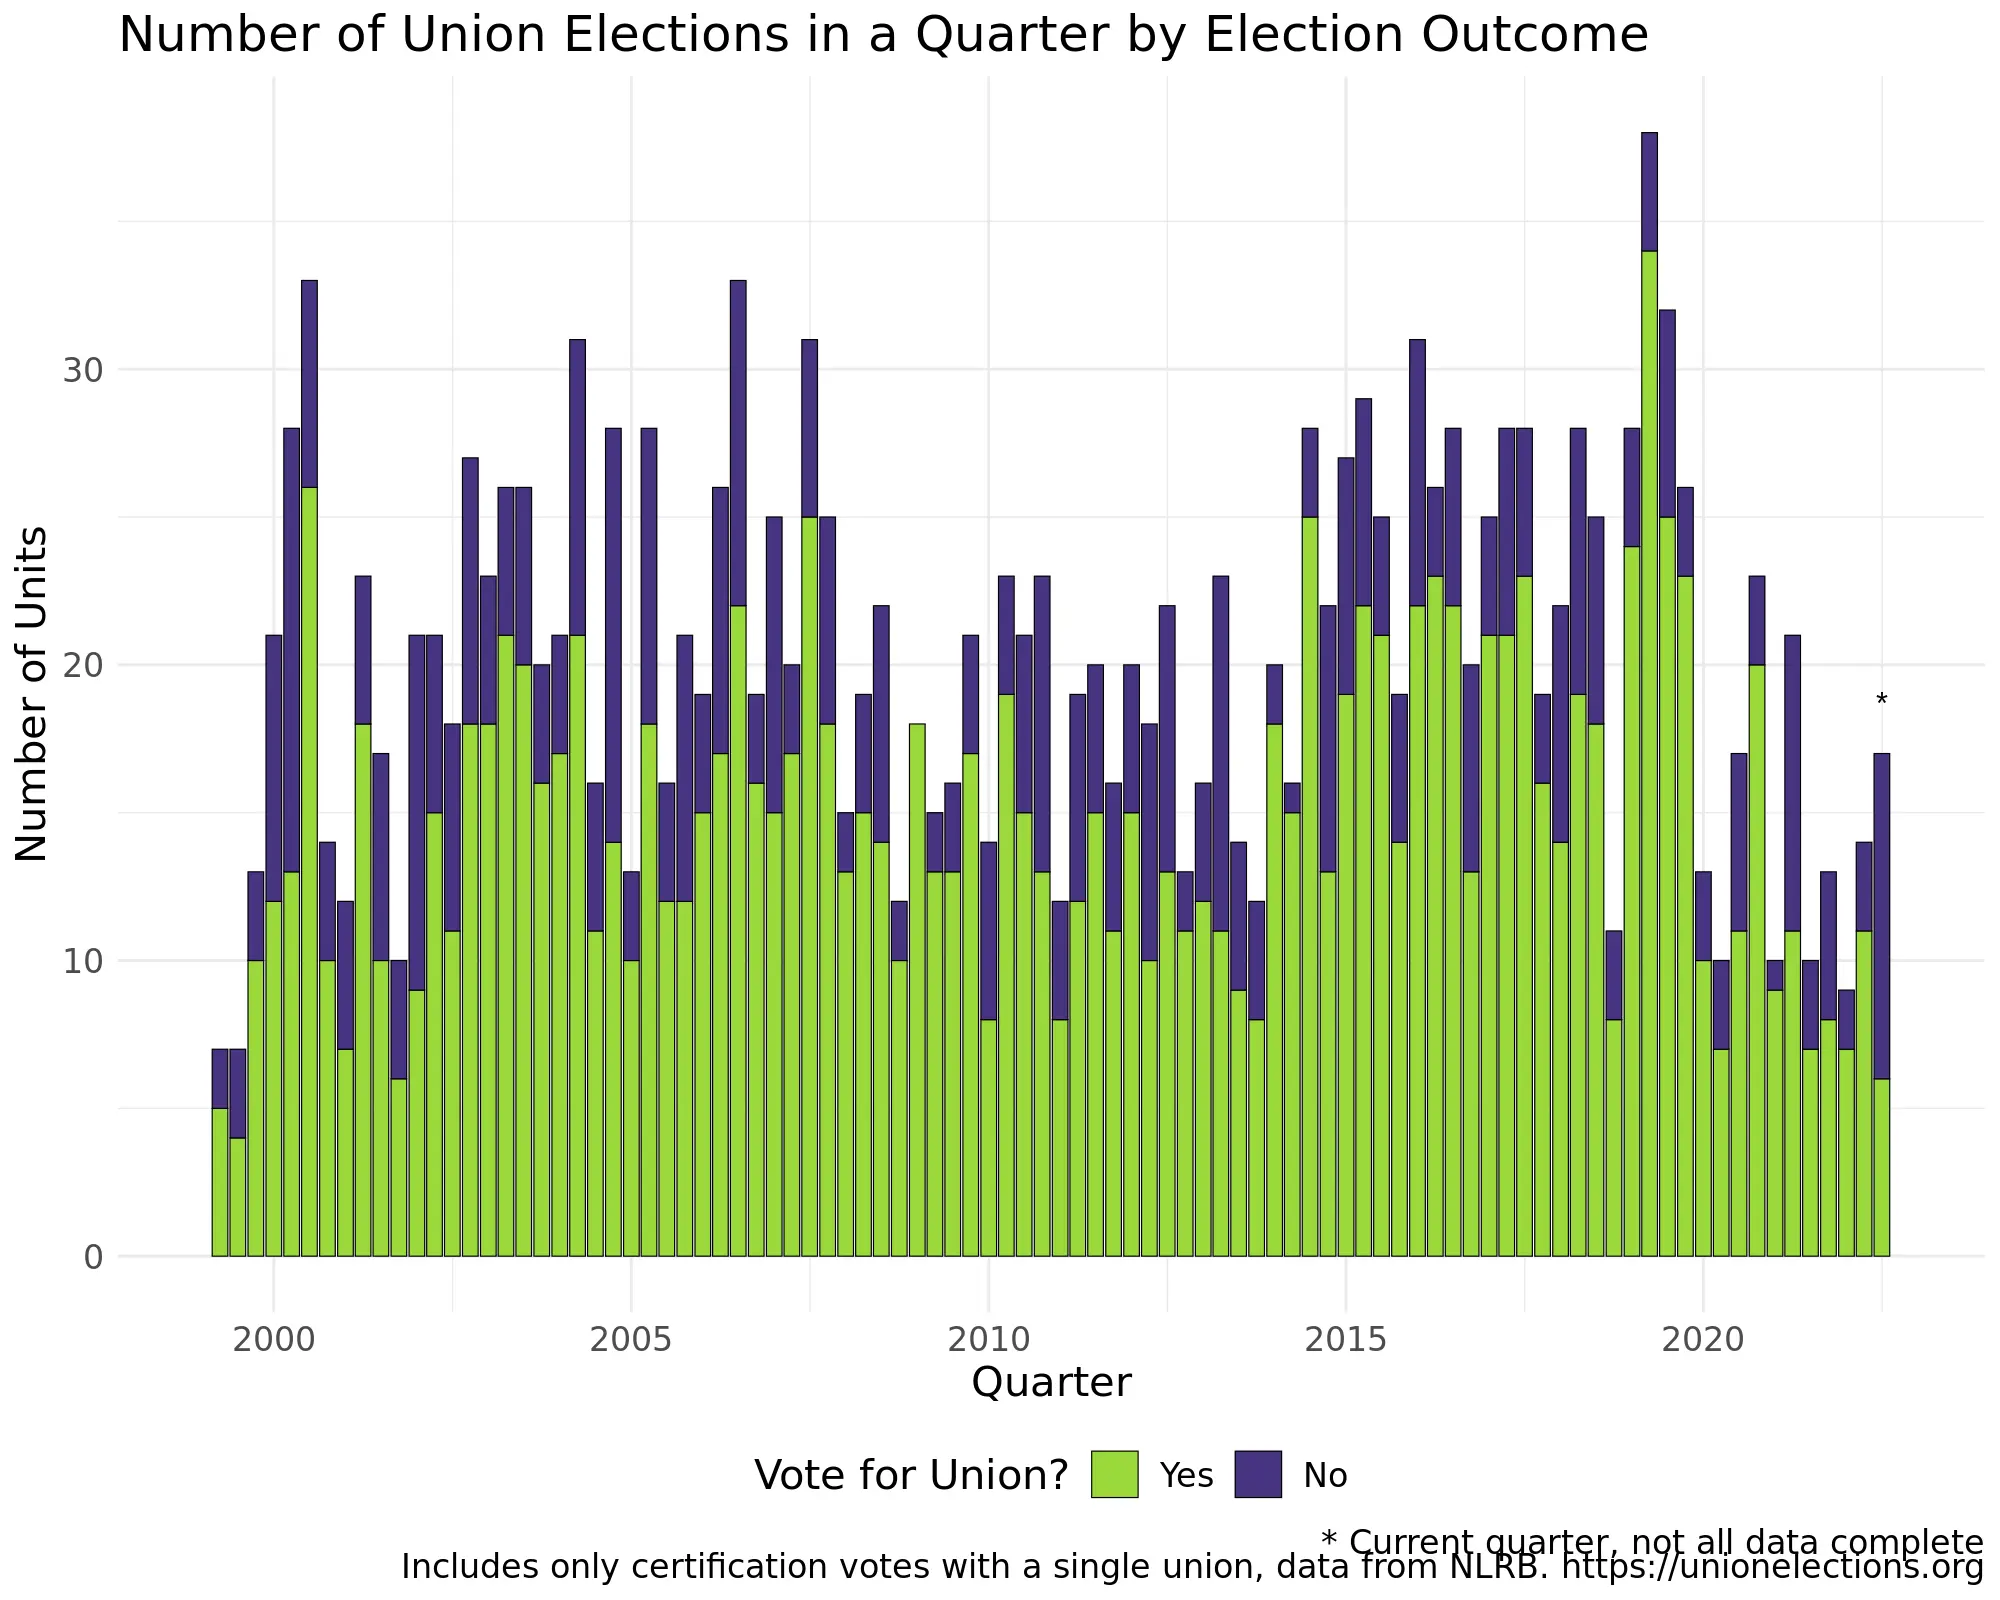 Number of Union Elections in a Quarter by Election Outcome
Number of Units
30
20
10
0
*
2000 2005 2010 2015 2020
Quarter
Vote for Union? Yes No
* Current quarter, not all data complete
Includes only certification votes with a single union, data from NLRB. https://unionelections.org